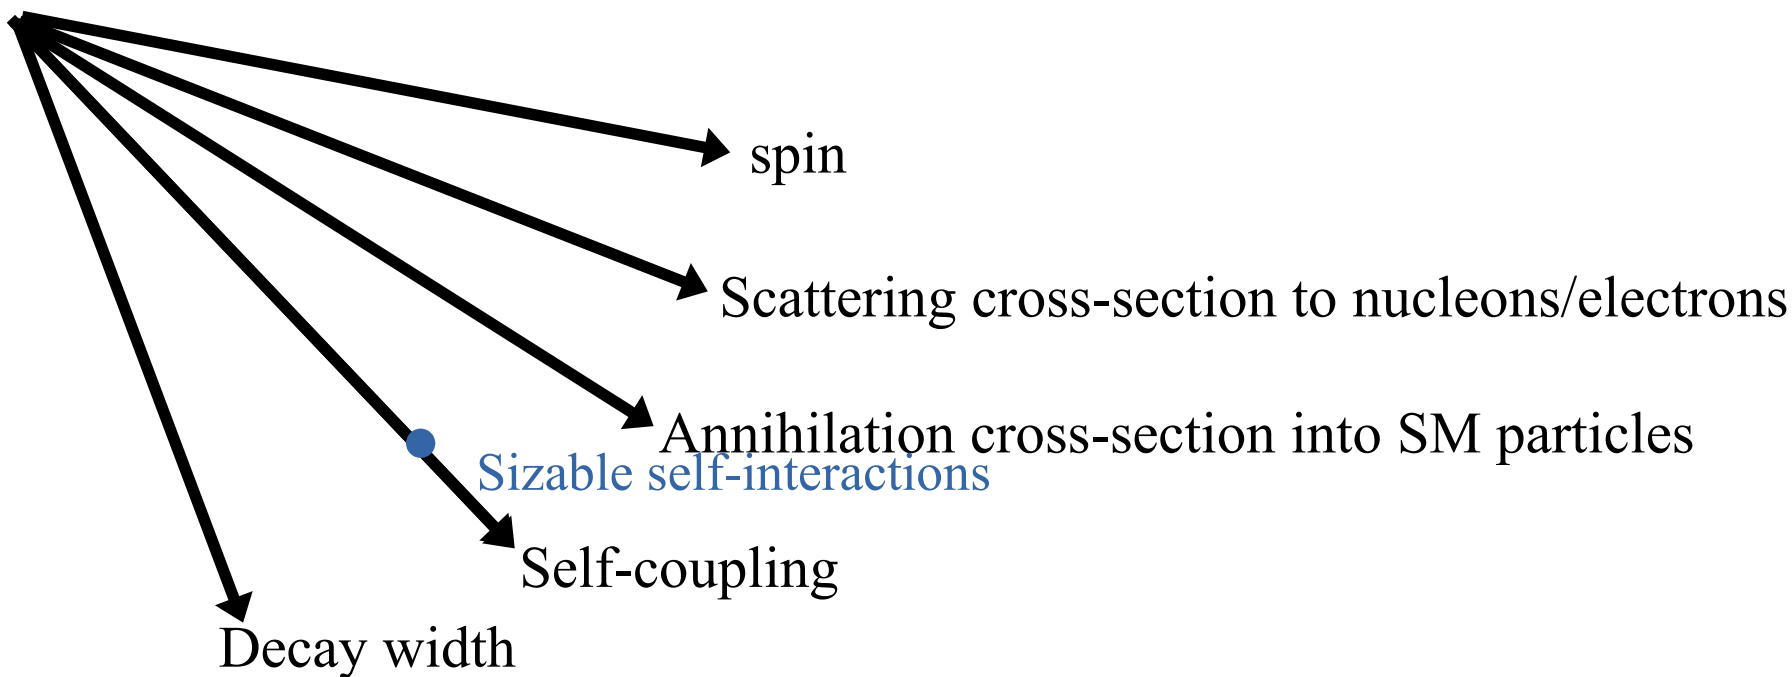 spin
Scattering cross-section to nucleons/electrons
Annihilation cross-section into SM particles
Sizable self-interactions
Self-coupling
Decay width